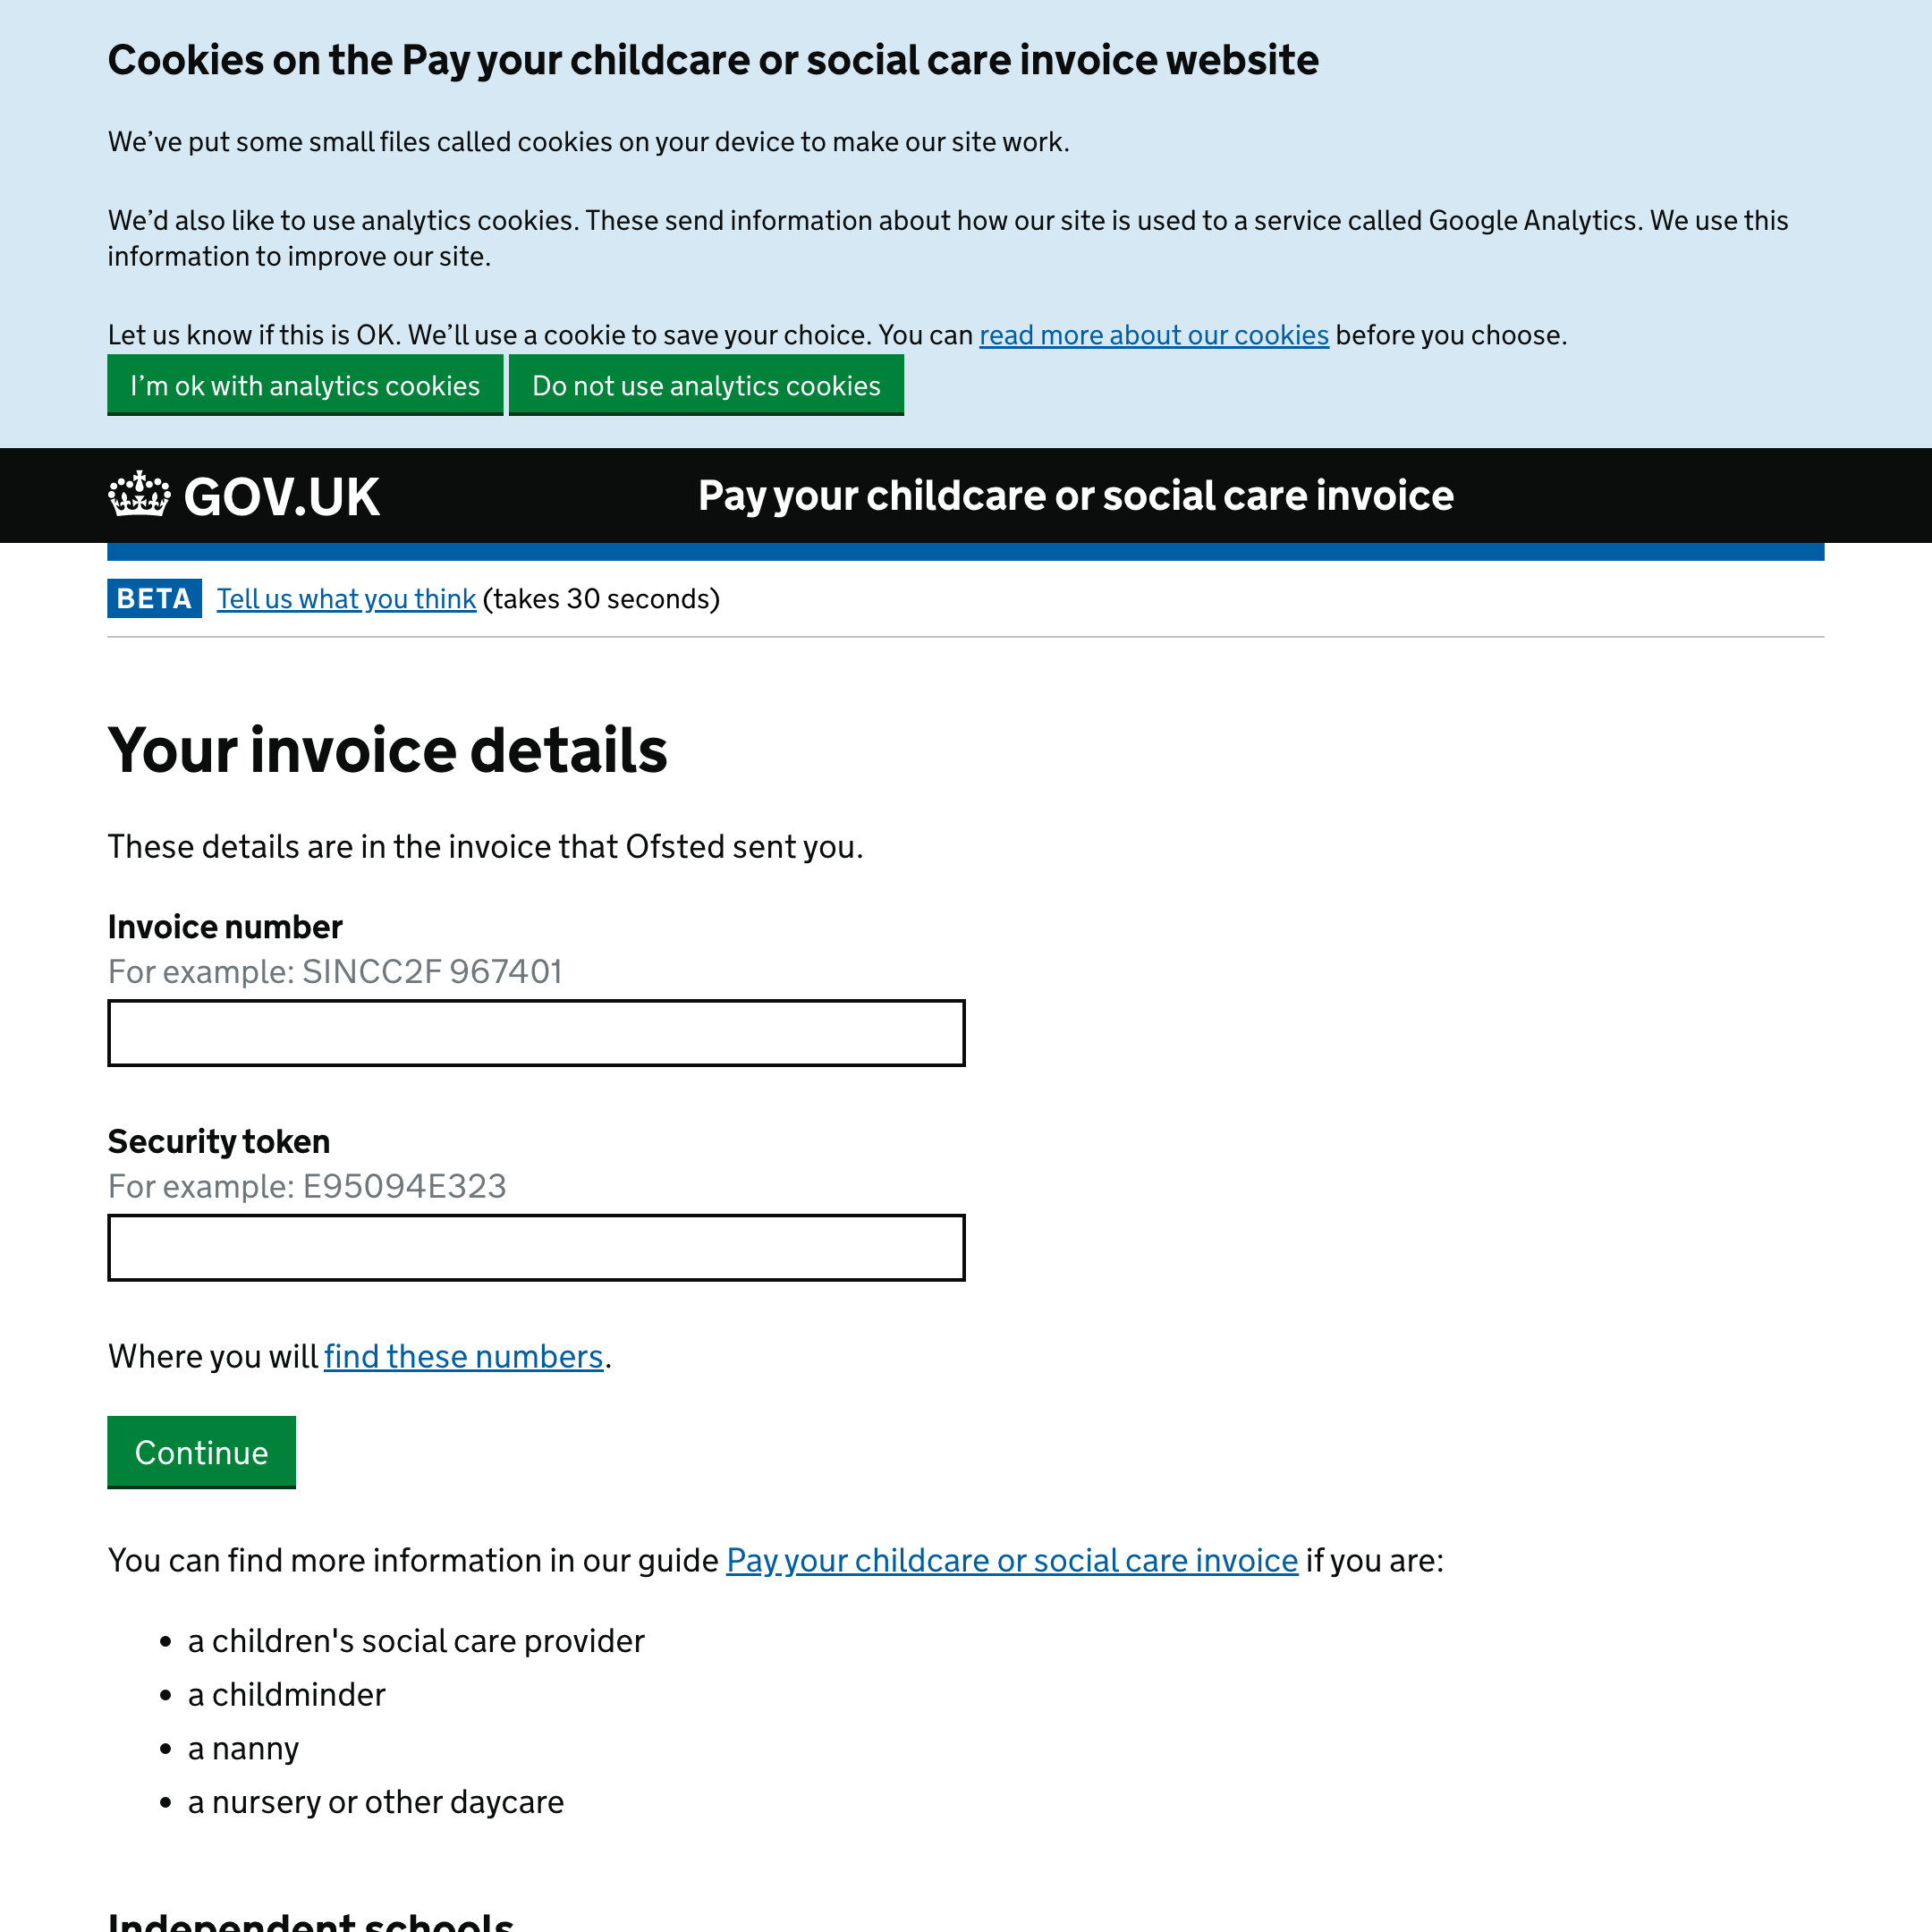 Cookies on the Pay your childcare or social care invoice website
We’ve put some small files called cookies on your device to make our site work.
We’d also like to use analytics cookies. These send information about how our site is used to a service called Google Analytics. We use this
information to improve our site.
Let us know if this is OK. We’ll use a cookie to save your choice. You can read more about our cookies before you choose.
I’m ok with analytics cookies Do not use analytics cookies
GOV.UK Pay your childcare or social care invoice
BETA Tell us what you think (takes 30 seconds)
Your invoice details
These details are in the invoice that Ofsted sent you.
Invoice number
For example: SINCC2F 967401
Security token
For example: E95094E323
Where you will find these numbers.
Continue
You can find more information in our guide Pay your childcare or social care invoice if you are:
• a children's social care provider
• a childminder
• a nanny
• a nursery or other daycare
Independent schools